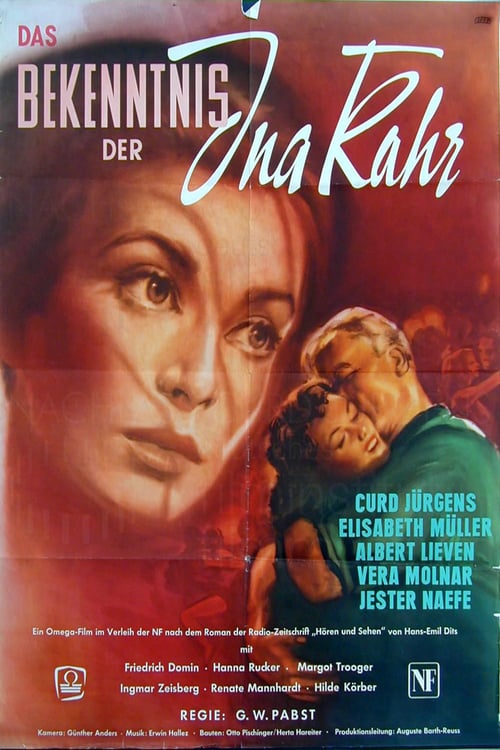 DAS
BEKENNTNIS
DER
Ina Kahr
CURD JÜRGENS
ELISABETH MÜLLER
ALBERT LIEVEN
VERA MOLNAR
JESTER NAEFE
Ein Omega-Film im Verleih der NF nach dem Roman der Radio-Zeitschrift „Hören und Sehen" von Hans-Emil Dits
mit
Friedrich Domin · Hanna Rucker · Margot Trooger
Ingmar Zeisberg · Renate Mannhardt · Hilde Körber
NF
REGIE: G.W. PABST
Kamera: Günther Anders · Musik: Erwin Hallez · Bauten: Otto Pischinger/Herta Hareiter · Produktionsleitung: Auguste Barth-Reuss